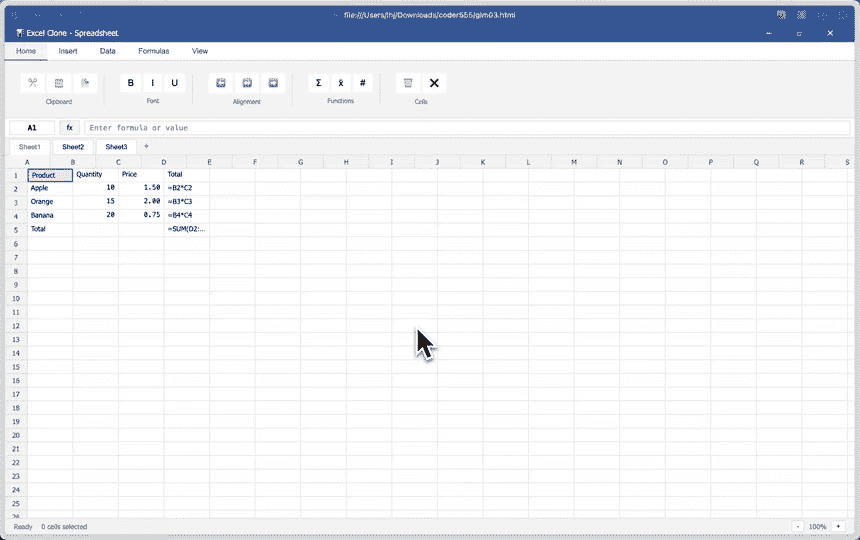 file:///Users/lhj/Downloads/coder555/glm03.html
Excel Clone - Spreadsheet
Home Insert Data Formulas View
B I U Σ x̄ #
Clipboard Font Alignment Functions Cells
A1 fx Enter formula or value
Sheet1 Sheet2 Sheet3 +
A B C D E F G H I J K L M N O P Q R S
1 Product Quantity Price Total
2 Apple 10 1.50 =B2*C2
3 Orange 15 2.00 =B3*C3
4 Banana 20 0.75 =B4*C4
5 Total =SUM(D2:...
6
7
8
9
10
11
12
13
14
15
16
17
18
19
20
21
22
23
24
25
26
Ready 0 cells selected - 100% +